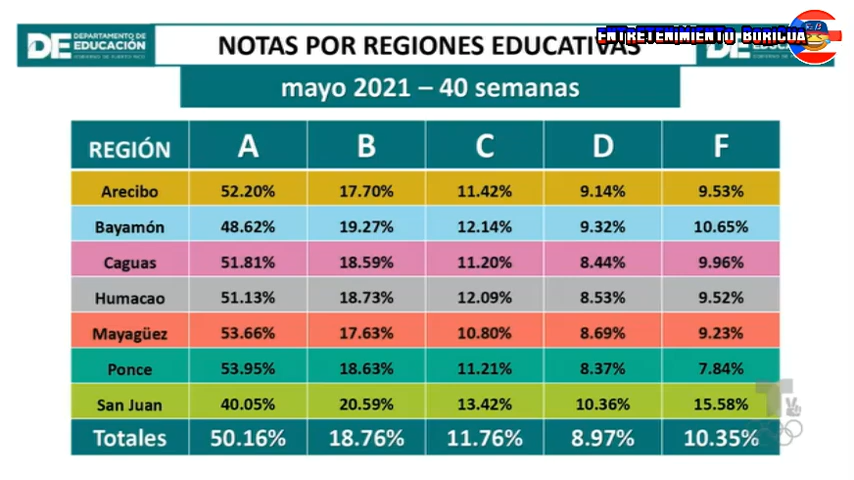 DE DEPARTAMENTO DE
EDUCACIÓN
GOBIERNO DE PUERTO RICO
NOTAS POR REGIONES EDUCATIVAS
ENTRETENIMIENTO BORICUA
DE
mayo 2021 – 40 semanas
REGIÓN A B C D F
Arecibo 52.20% 17.70% 11.42% 9.14% 9.53%
Bayamón 48.62% 19.27% 12.14% 9.32% 10.65%
Caguas 51.81% 18.59% 11.20% 8.44% 9.96%
Humacao 51.13% 18.73% 12.09% 8.53% 9.52%
Mayagüez 53.66% 17.63% 10.80% 8.69% 9.23%
Ponce 53.95% 18.63% 11.21% 8.37% 7.84%
San Juan 40.05% 20.59% 13.42% 10.36% 15.58%
Totales 50.16% 18.76% 11.76% 8.97% 10.35%